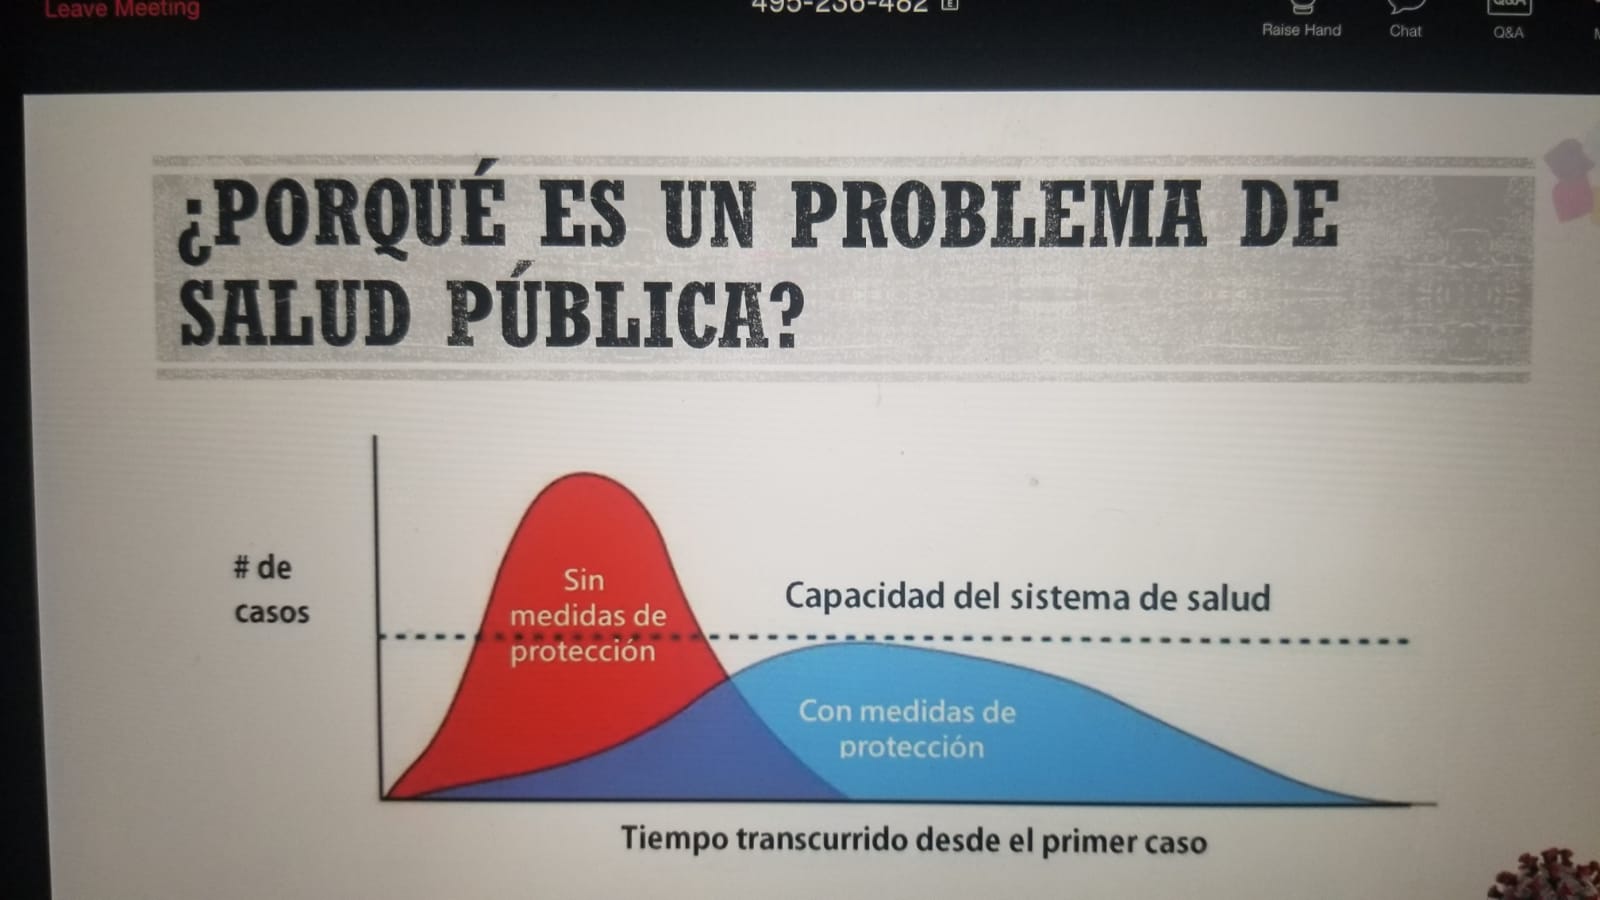 Leave Meeting
495-236-482
Raise Hand
Chat
Q&A
¿PORQUÉ ES UN PROBLEMA DE
SALUD PÚBLICA?
# de
casos
Sin
medidas de
protección
Capacidad del sistema de salud
Con medidas de
protección
Tiempo transcurrido desde el primer caso